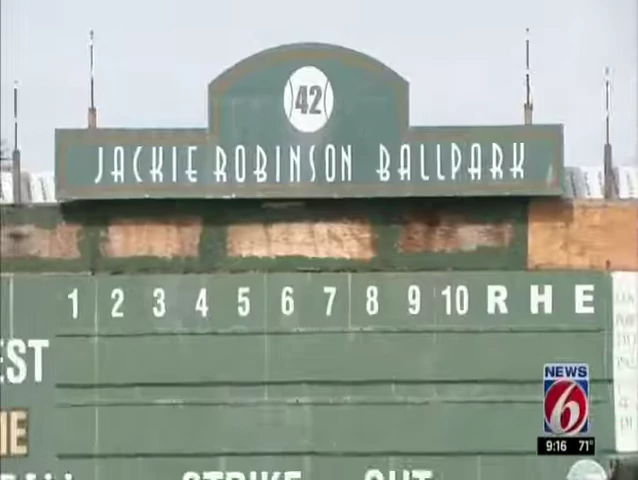 42
JACKIE ROBINSON BALLPARK
1 2 3 4 5 6 7 8 9 10 R H E
NEWS
6
9:16 71°
STRIKE OUT